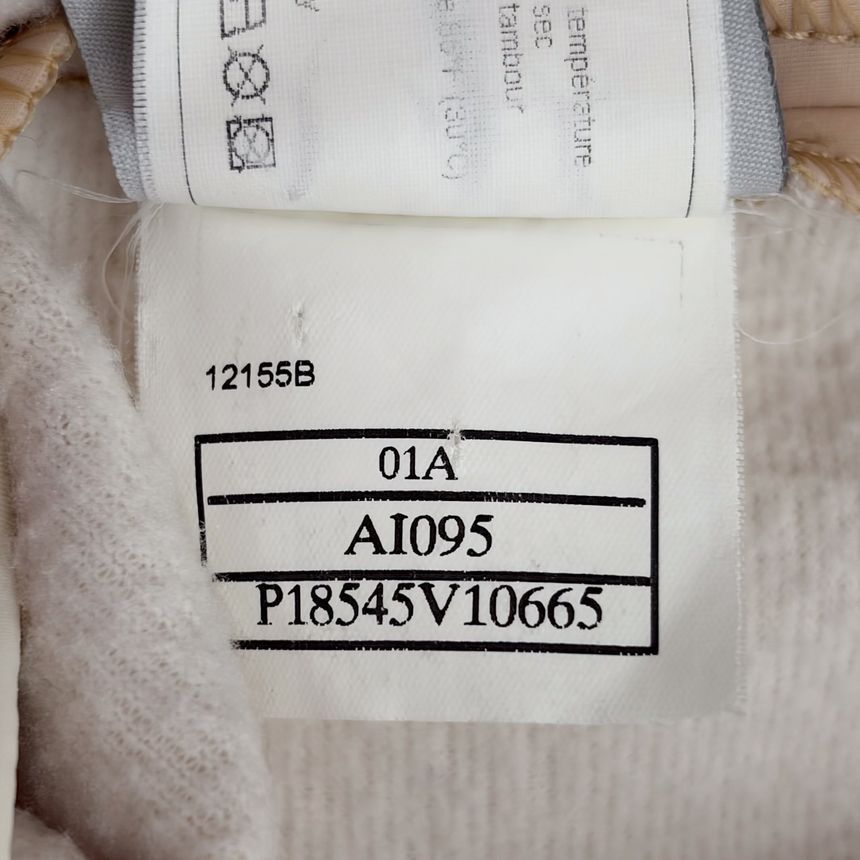 température
sec
tambour
12155B
01A
AI095
P18545V10665